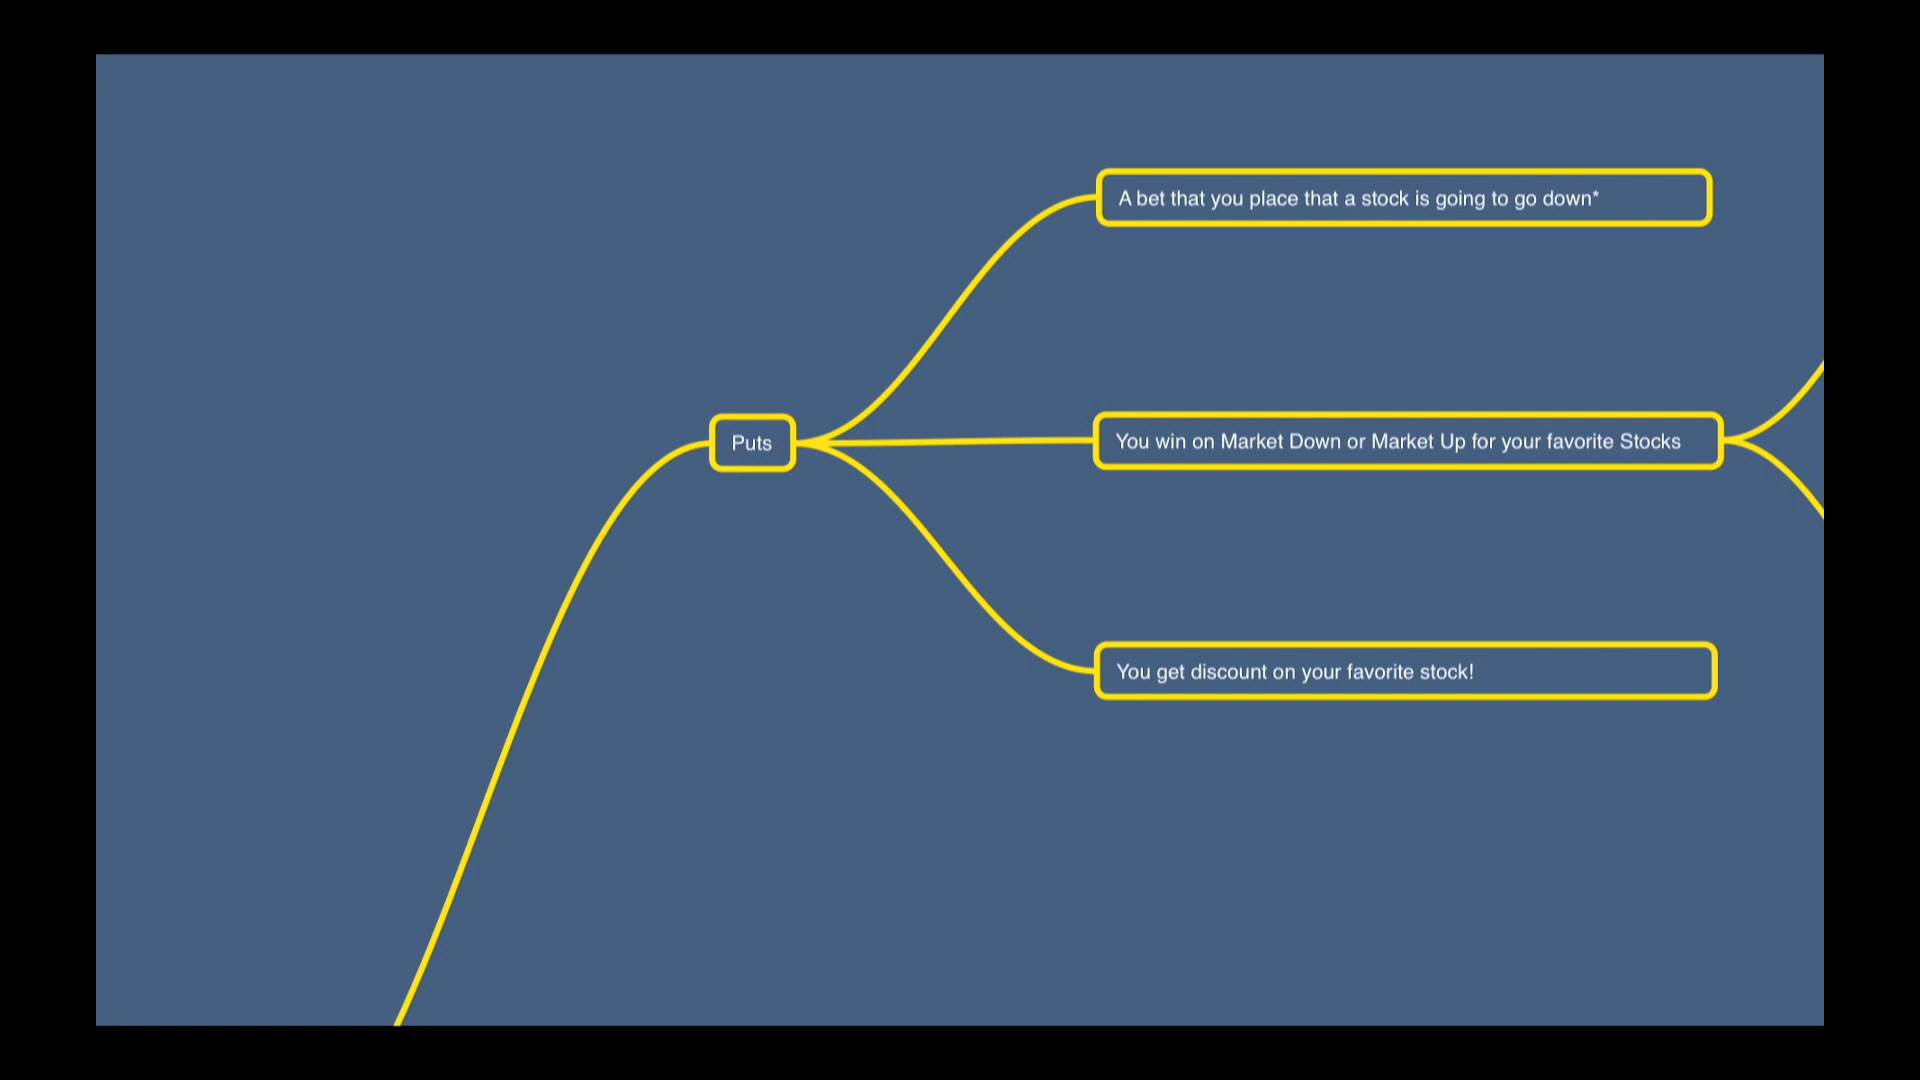 A bet that you place that a stock is going to go down*
Puts
You win on Market Down or Market Up for your favorite Stocks
You get discount on your favorite stock!